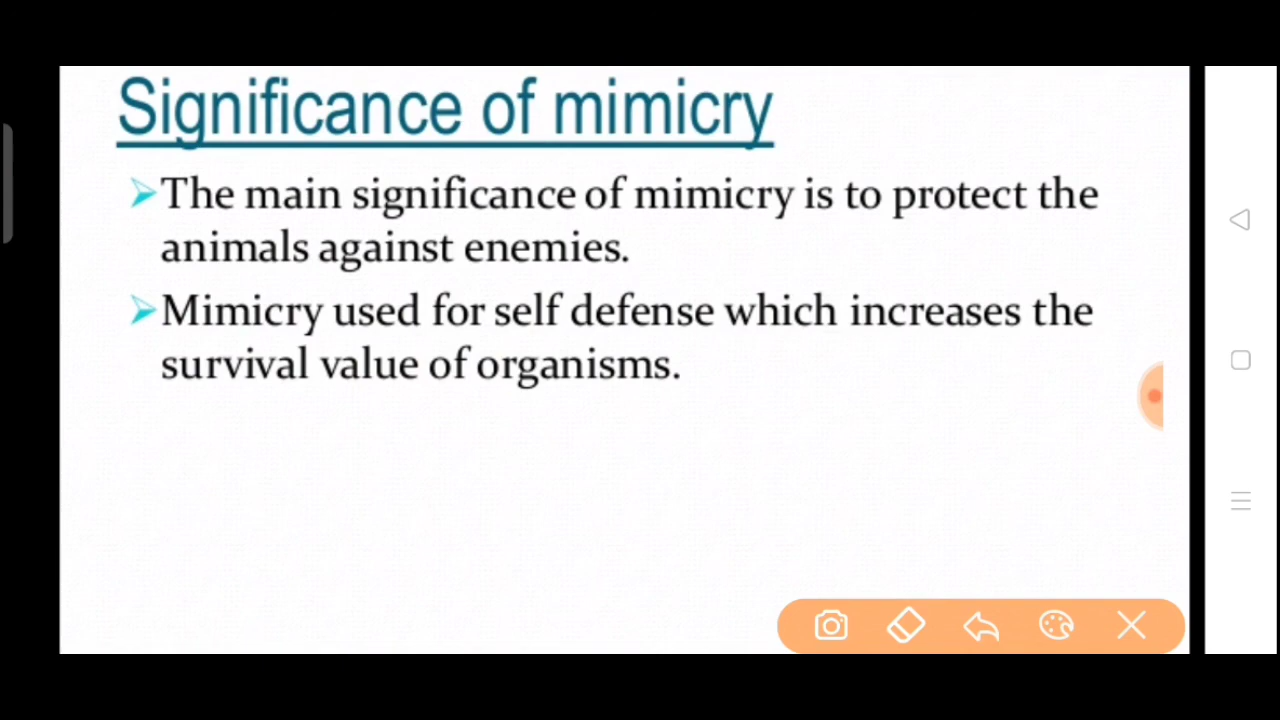 Significance of mimicry
The main significance of mimicry is to protect the
animals against enemies.
Mimicry used for self defense which increases the
survival value of organisms.